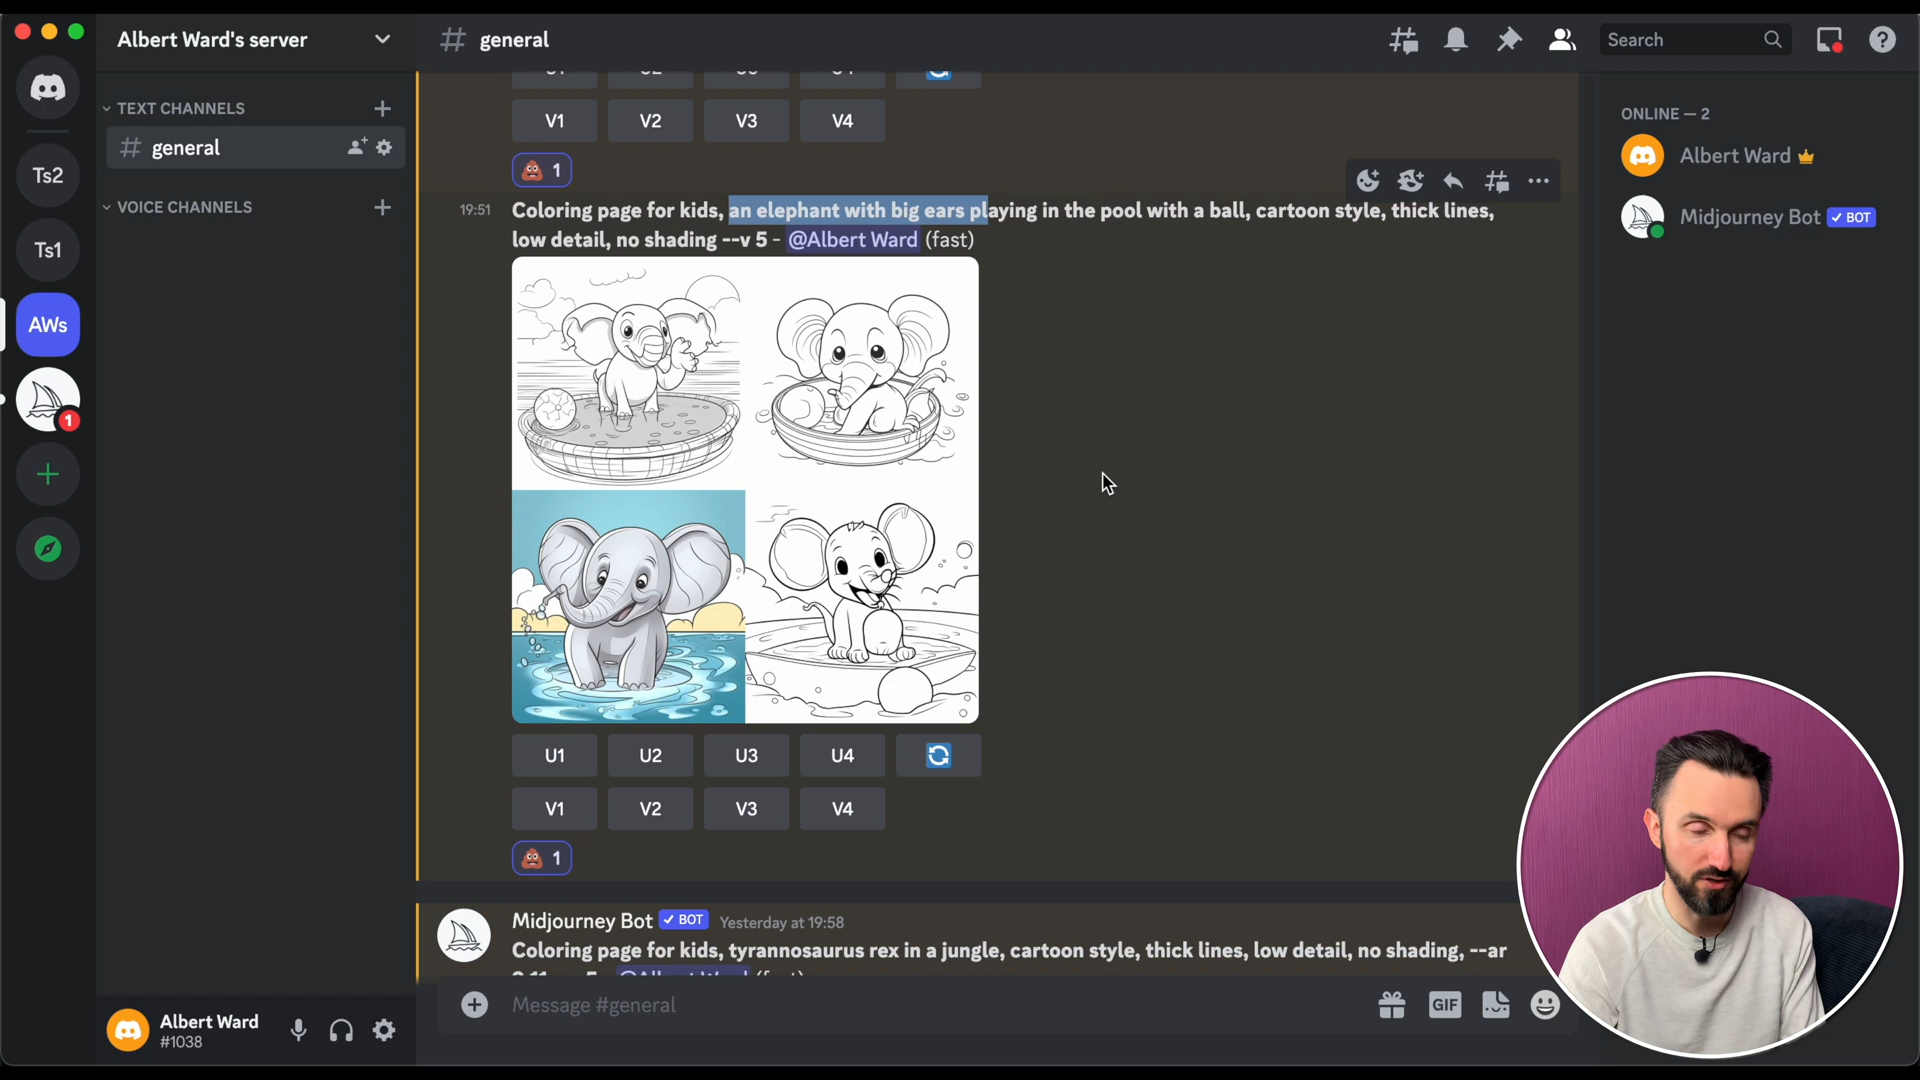 Albert Ward's server
general
Search
TEXT CHANNELS
general
VOICE CHANNELS
Ts2
Ts1
AWs
1
V1 V2 V3 V4
1
19:51
Coloring page for kids, an elephant with big ears playing in the pool with a ball, cartoon style, thick lines,
low detail, no shading --v 5 - @Albert Ward (fast)
U1 U2 U3 U4
V1 V2 V3 V4
1
Midjourney Bot BOT Yesterday at 19:58
Coloring page for kids, tyrannosaurus rex in a jungle, cartoon style, thick lines, low detail, no shading, --ar
Message #general
GIF
ONLINE — 2
Albert Ward
Midjourney Bot BOT
Albert Ward
#1038